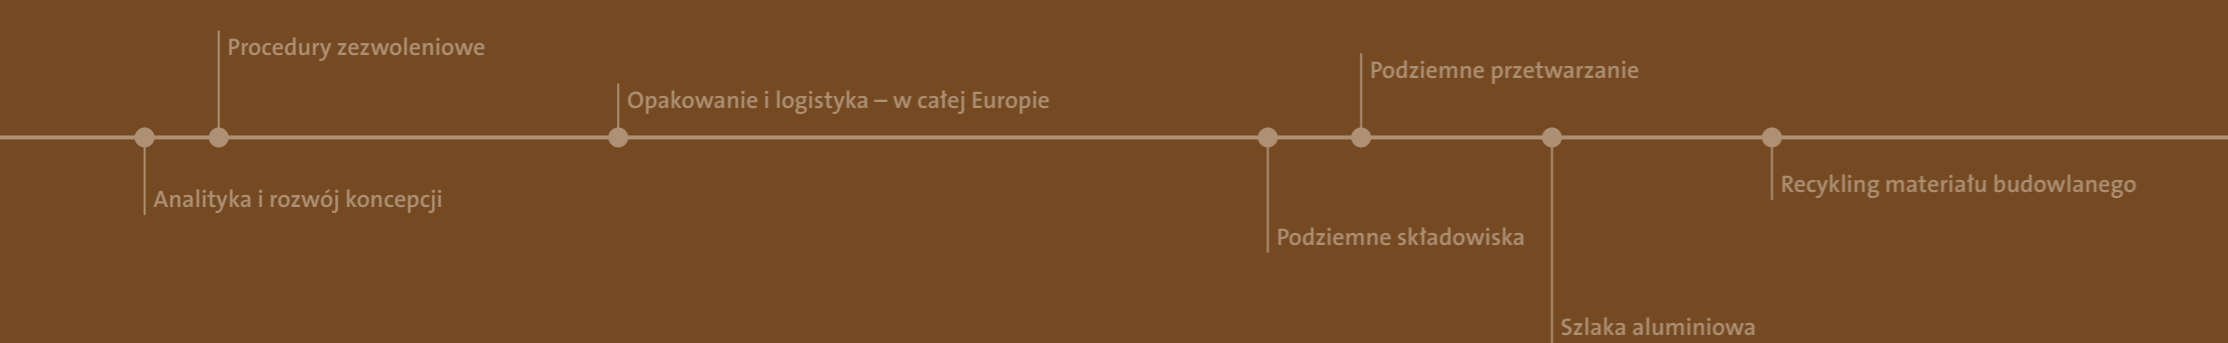 Procedury zezwoleniowe
Podziemne przetwarzanie
Opakowanie i logistyka – w całej Europie
Recykling materiału budowlanego
Analityka i rozwój koncepcji
Podziemne składowiska
Szlaka aluminiowa